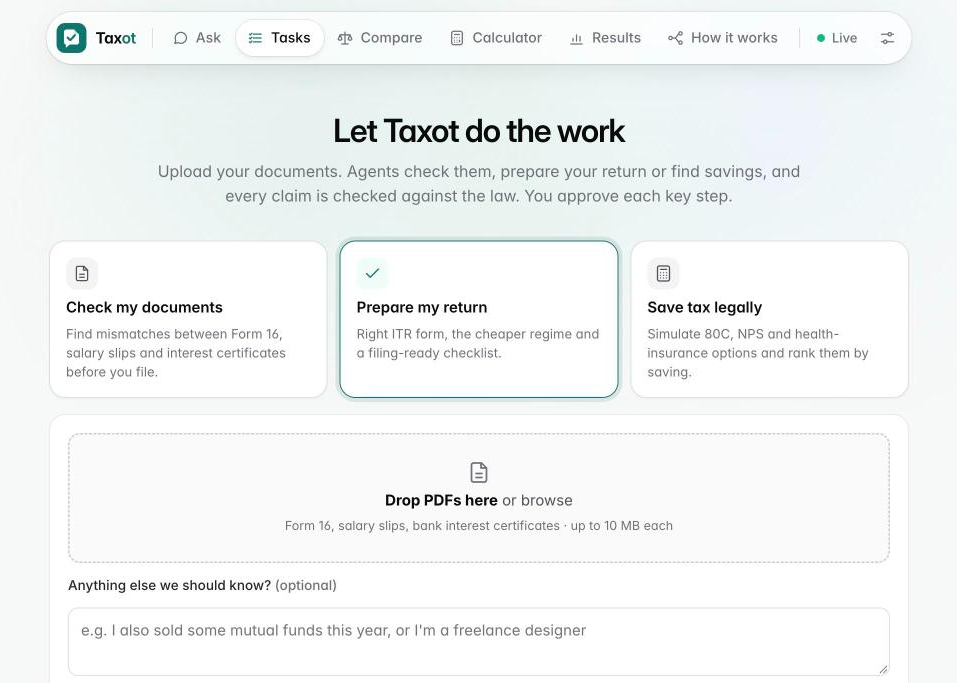 Taxot
Ask
Tasks
Compare
Calculator
Results
How it works
Live
Let Taxot do the work
Upload your documents. Agents check them, prepare your return or find savings, and
every claim is checked against the law. You approve each key step.
Check my documents
Find mismatches between Form 16,
salary slips and interest certificates
before you file.
Prepare my return
Right ITR form, the cheaper regime and
a filing-ready checklist.
Save tax legally
Simulate 80C, NPS and health-
insurance options and rank them by
saving.
Drop PDFs here or browse
Form 16, salary slips, bank interest certificates · up to 10 MB each
Anything else we should know? (optional)
e.g. I also sold some mutual funds this year, or I'm a freelance designer